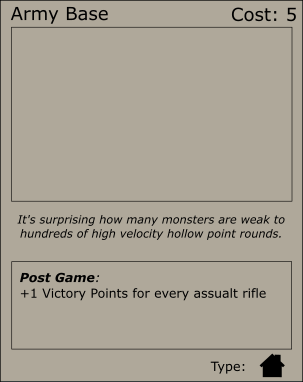 Army Base Cost: 5
It's surprising how many monsters are weak to
hundreds of high velocity hollow point rounds.
Post Game:
+1 Victory Points for every assualt rifle
Type: